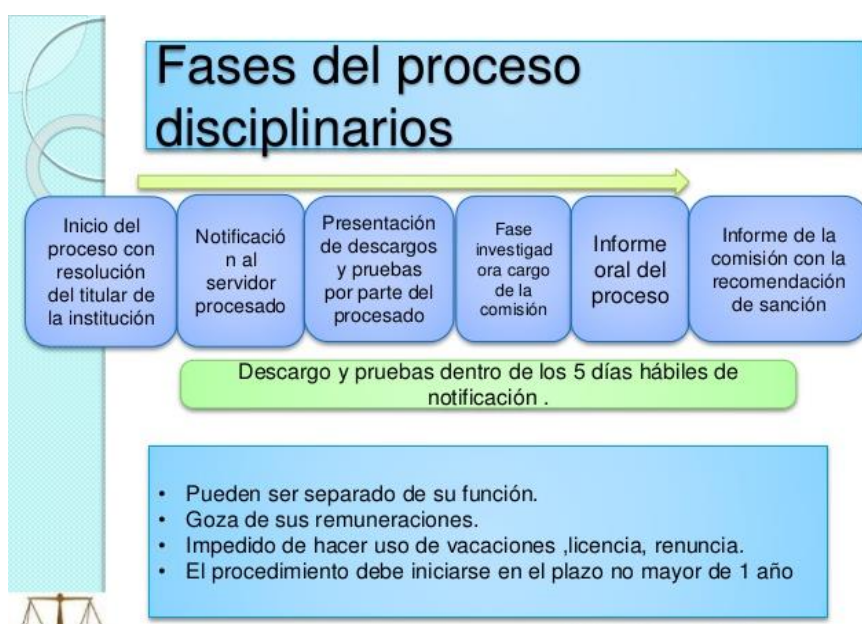 Fases del proceso
disciplinarios
Inicio del
proceso con
resolución
del titular de
la institución
Notificació
n al
servidor
procesado
Presentación
de descargos
y pruebas
por parte del
procesado
Fase
investigad
ora cargo
de la
comisión
Informe
oral del
proceso
Informe de la
comisión con la
recomendación
de sanción
Descargo y pruebas dentro de los 5 días hábiles de
notificación .
• Pueden ser separado de su función.
• Goza de sus remuneraciones.
• Impedido de hacer uso de vacaciones ,licencia, renuncia.
• El procedimiento debe iniciarse en el plazo no mayor de 1 año